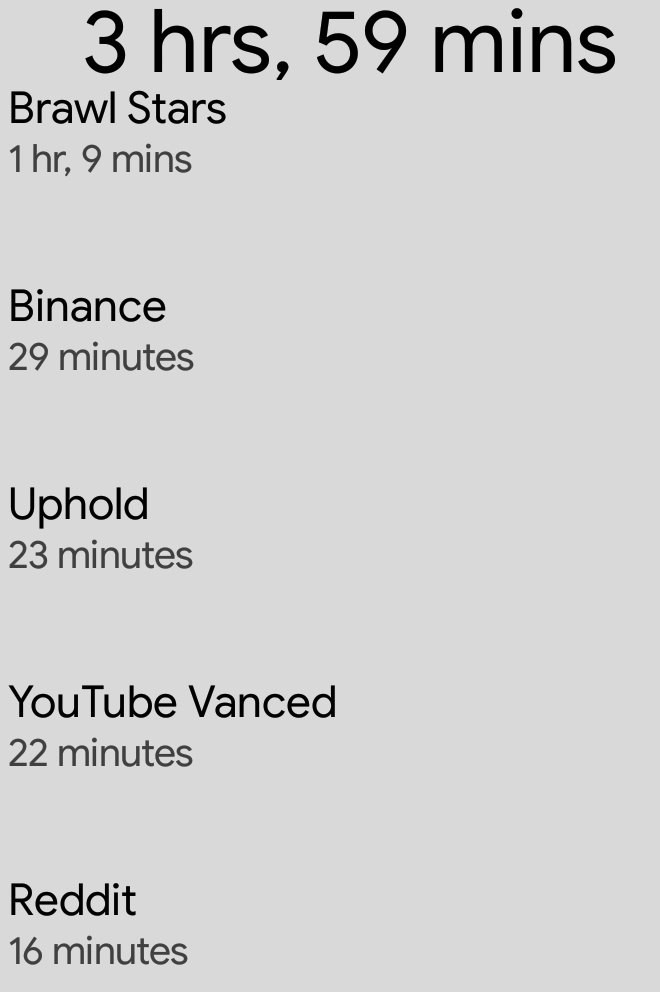 3 hrs, 59 mins
Brawl Stars
1 hr, 9 mins
Binance
29 minutes
Uphold
23 minutes
YouTube Vanced
22 minutes
Reddit
16 minutes